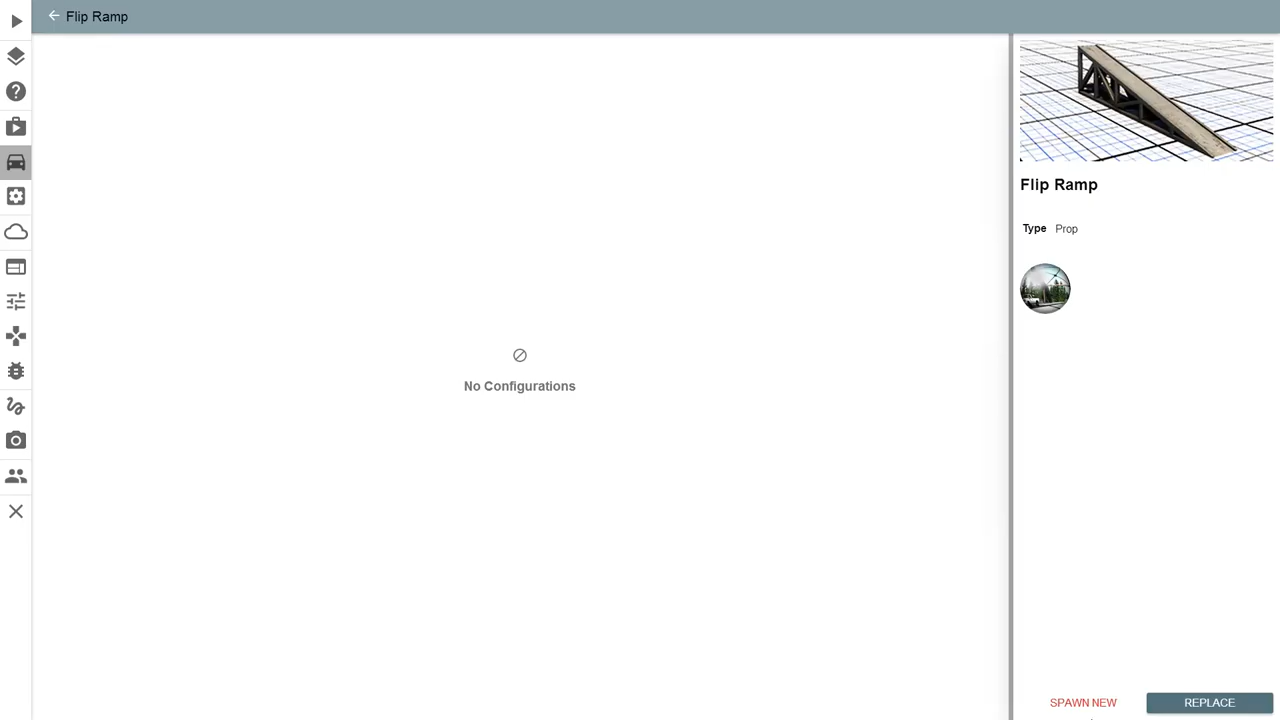 Flip Ramp
Flip Ramp
Type Prop
No Configurations
SPAWN NEW REPLACE